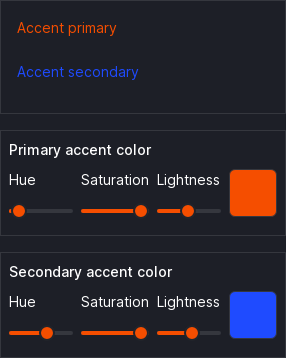 Accent primary
Accent secondary
Primary accent color
Hue Saturation Lightness
Secondary accent color
Hue Saturation Lightness